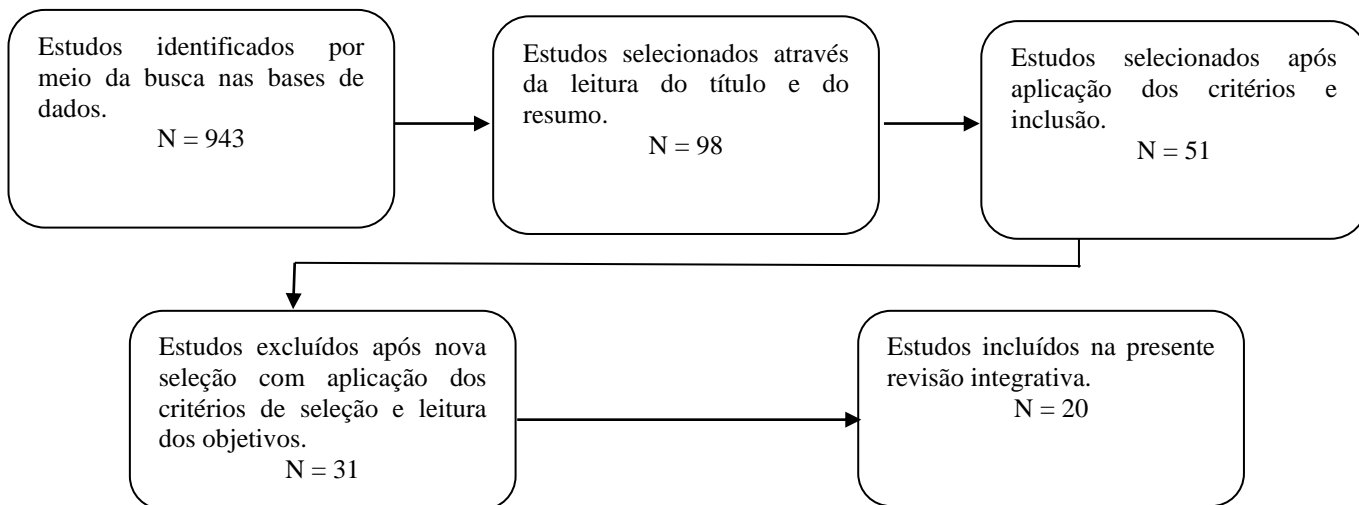 Estudos identificados por
meio da busca nas bases de
dados.
N = 943
Estudos selecionados através
da leitura do título e do
resumo.
N = 98
Estudos selecionados após
aplicação dos critérios e
inclusão.
N = 51
Estudos excluídos após nova
seleção com aplicação dos
critérios de seleção e leitura
dos objetivos.
N = 31
Estudos incluídos na presente
revisão integrativa.
N = 20